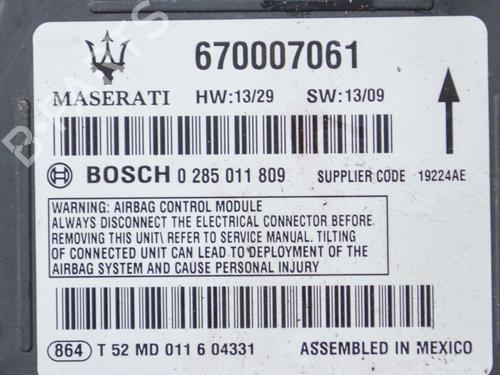 670007061
MASERATI HW:13/29 SW:13/09
BOSCH 0 285 011 809 SUPPLIER CODE 19224AE
WARNING: AIRBAG CONTROL MODULE
ALWAYS DISCONNECT THE ELECTRICAL CONNECTOR BEFORE
REMOVING THIS UNIT\ REFER TO SERVICE MANUAL. TILTING
OF CONNECTED UNIT CAN LEAD TO DEPLOYMENT OF THE
AIRBAG SYSTEM AND CAUSE PERSONAL INJURY
864 T 52 MD 011 6 04331 ASSEMBLED IN MEXICO